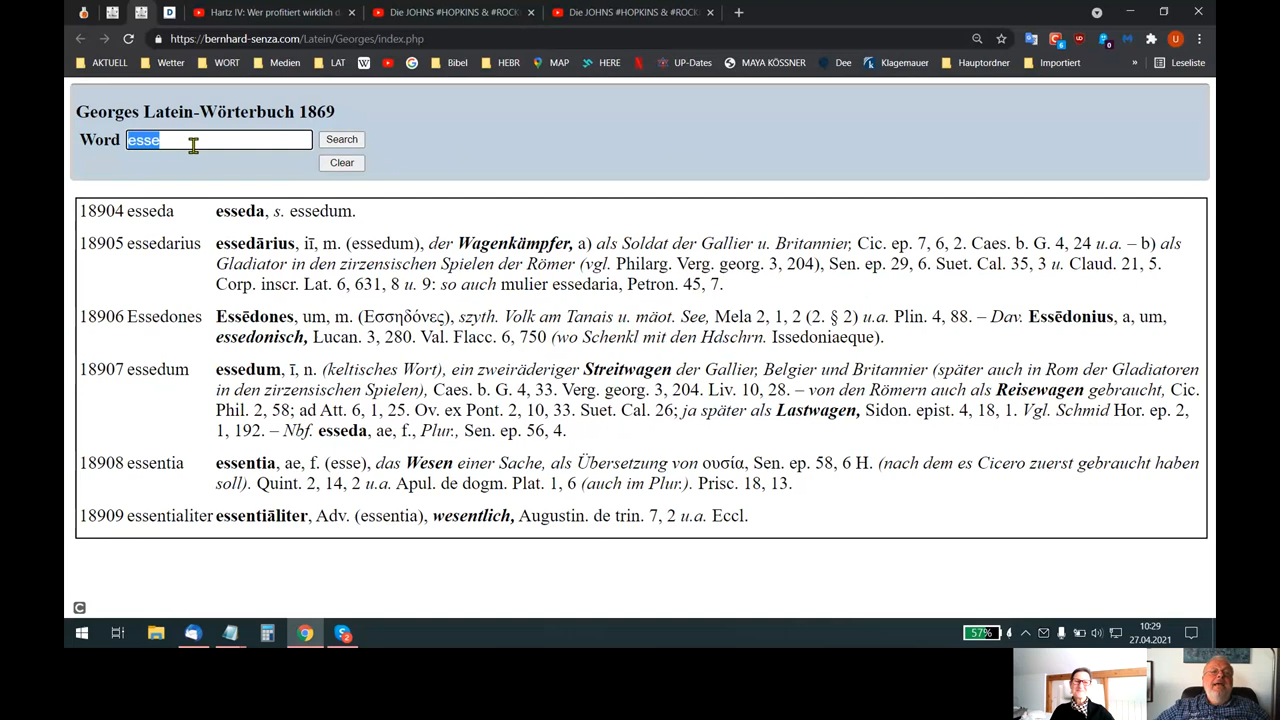 Hartz IV: Wer profitiert wirklich d
Die JOHNS #HOPKINS & #ROCK
Die JOHNS #HOPKINS & #ROCK
https://bernhard-senza.com/Latein/Georges/index.php
AKTUELL Wetter WORT Medien LAT Bibel HEBR MAP HERE UP-Dates MAYA KÖSSNER Dee Klagemauer Hauptordner Importiert » Leseliste
Georges Latein-Wörterbuch 1869
Word esse Search
Clear
18904 esseda esseda, s. essedum.
18905 essedarius essedārius, iī, m. (essedum), der Wagenkämpfer, a) als Soldat der Gallier u. Britannier, Cic. ep. 7, 6, 2. Caes. b. G. 4, 24 u.a. – b) als
Gladiator in den zirzensischen Spielen der Römer (vgl. Philarg. Verg. georg. 3, 204), Sen. ep. 29, 6. Suet. Cal. 35, 3 u. Claud. 21, 5.
Corp. inscr. Lat. 6, 631, 8 u. 9: so auch mulier essedaria, Petron. 45, 7.
18906 Essedones Essēdones, um, m. (Εσσηδόνες), szyth. Volk am Tanais u. mäot. See, Mela 2, 1, 2 (2. § 2) u.a. Plin. 4, 88. – Dav. Essēdonius, a, um,
essedonisch, Lucan. 3, 280. Val. Flacc. 6, 750 (wo Schenkl mit den Hdschrn. Issedoniaeque).
18907 essedum essedum, ī, n. (keltisches Wort), ein zweiräderiger Streitwagen der Gallier, Belgier und Britannier (später auch in Rom der Gladiatoren
in den zirzensischen Spielen), Caes. b. G. 4, 33. Verg. georg. 3, 204. Liv. 10, 28. – von den Römern auch als Reisewagen gebraucht, Cic.
Phil. 2, 58; ad Att. 6, 1, 25. Ov. ex Pont. 2, 10, 33. Suet. Cal. 26; ja später als Lastwagen, Sidon. epist. 4, 18, 1. Vgl. Schmid Hor. ep. 2,
1, 192. – Nbf. esseda, ae, f., Plur., Sen. ep. 56, 4.
18908 essentia essentia, ae, f. (esse), das Wesen einer Sache, als Übersetzung von ουσία, Sen. ep. 58, 6 H. (nach dem es Cicero zuerst gebraucht haben
soll). Quint. 2, 14, 2 u.a. Apul. de dogm. Plat. 1, 6 (auch im Plur.). Prisc. 18, 13.
18909 essentialiter essentiāliter, Adv. (essentia), wesentlich, Augustin. de trin. 7, 2 u.a. Eccl.
57% 10:29
27.04.2021